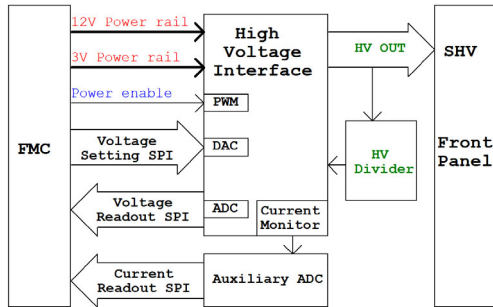 12V Power rail
3V Power rail
Power enable
FMC
Voltage
Setting SPI
Voltage
Readout SPI
Current
Readout SPI
High
Voltage
Interface
PWM
DAC
ADC
Current
Monitor
Auxiliary ADC
HV OUT
HV
Divider
SHV
Front
Panel